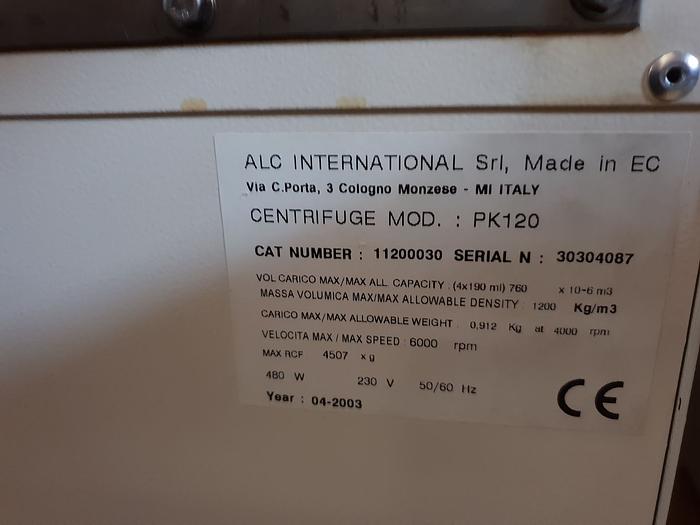 ALC INTERNATIONAL Srl, Made in EC
Via C.Porta, 3 Cologno Monzese - MI ITALY
CENTRIFUGE MOD. : PK120
CAT NUMBER : 11200030 SERIAL N : 30304087
VOL CARICO MAX/MAX ALL CAPACITY : (4x190 ml) 760 x 10-6 m3
MASSA VOLUMICA MAX/MAX ALLOWABLE DENSITY : 1200 Kg/m3
CARICO MAX/MAX ALLOWABLE WEIGHT : 0,912 Kg at 4000 rpm
VELOCITA MAX / MAX SPEED : 6000 rpm
MAX RCF 4507 x g
480 W 230 V 50/60 Hz
Year : 04-2003
CE